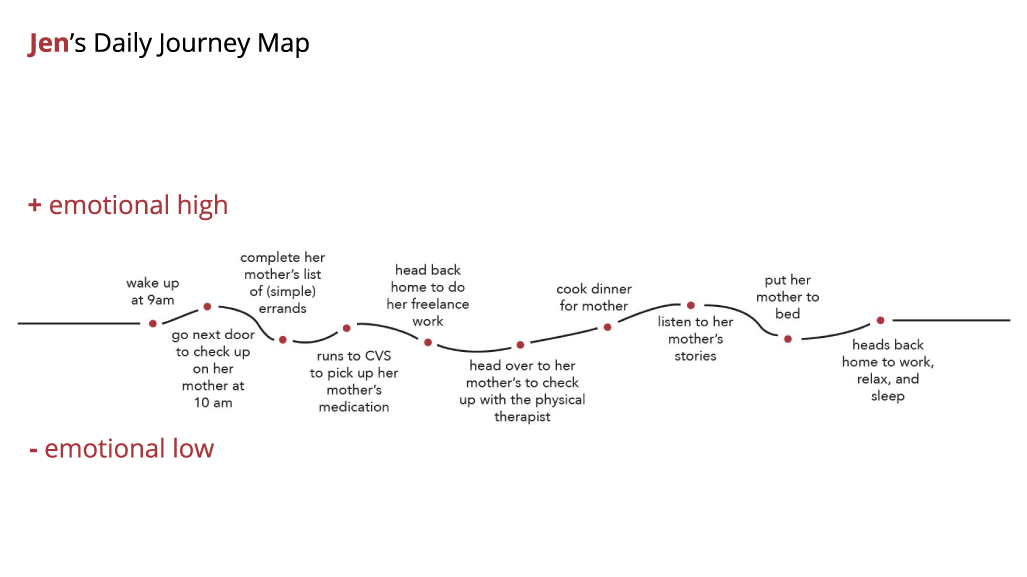 Jen's Daily Journey Map
+ emotional high
wake up
at 9am
go next door
to check up
on her
mother at
10 am
complete her
mother's list
of (simple)
errands
runs to CVS
to pick up her
mother's
medication
head back
home to do
her freelance
work
head over to her
mother's to check
up with the physical
therapist
cook dinner
for mother
listen to her
mother's
stories
put her
mother to
bed
heads back
home to work,
relax, and
sleep
- emotional low